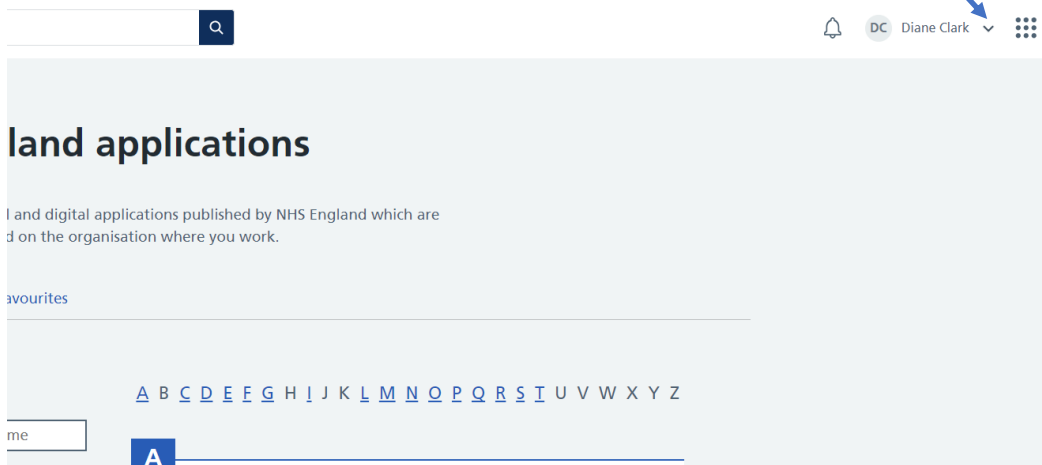 DC Diane Clark
land applications
l and digital applications published by NHS England which are
d on the organisation where you work.
avourites
A B C D E F G H I J K L M N O P Q R S T U V W X Y Z
me
A